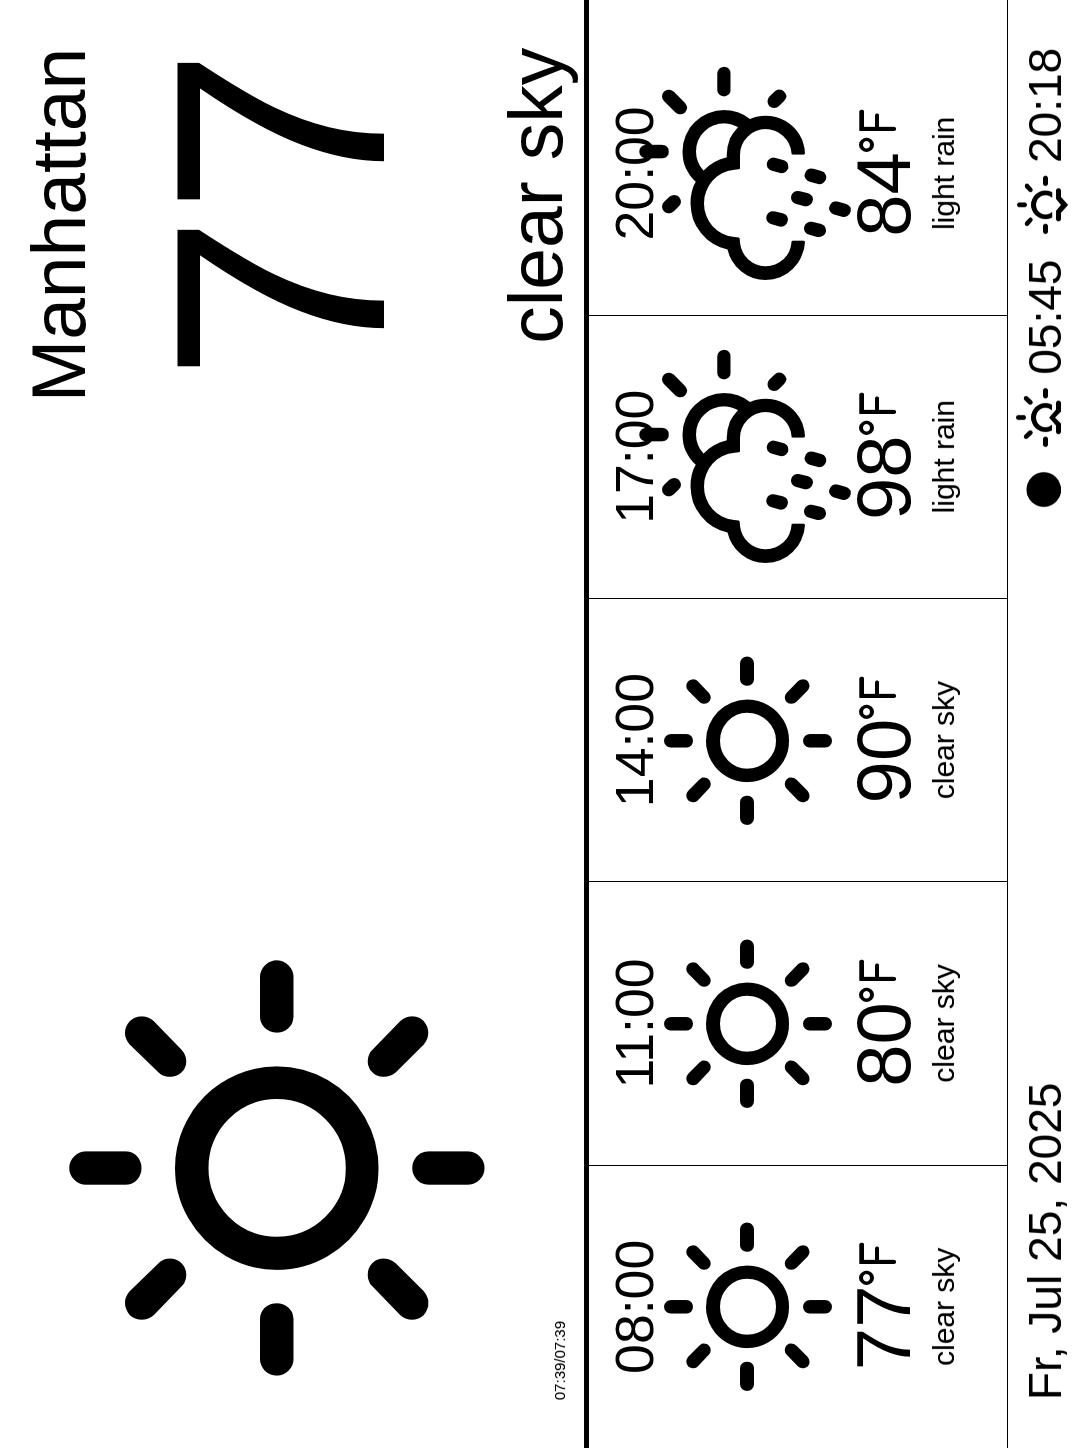 Manhattan
77
clear sky
07:39/07:39
08:00 11:00 14:00 17:00 20:00
77°F 80°F 90°F 98°F 84°F
clear sky clear sky clear sky light rain light rain
Fr, Jul 25, 2025 05:45 20:18